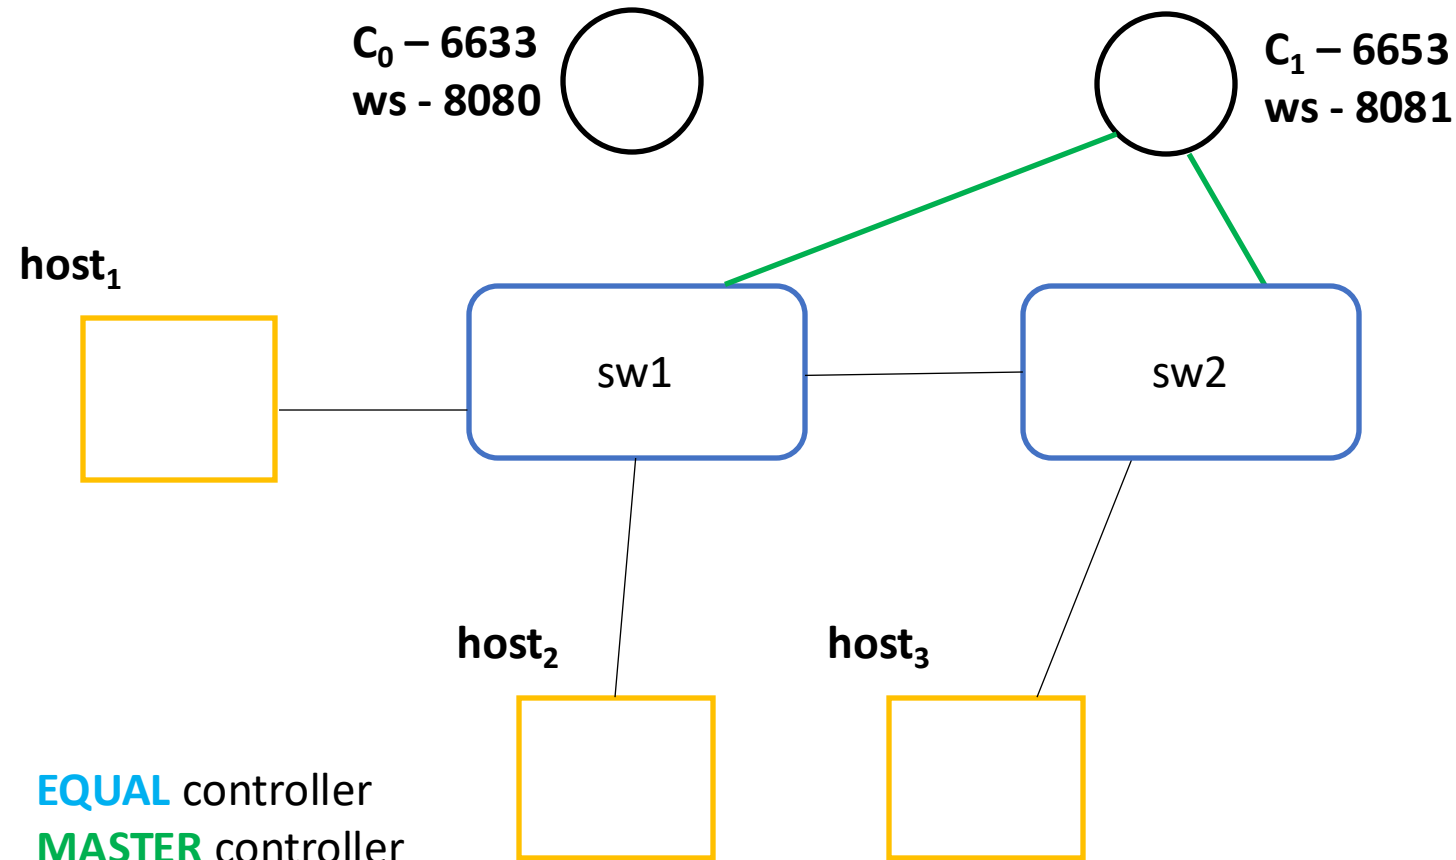 C₀ – 6633
ws - 8080
C₁ – 6653
ws - 8081
host₁
sw1
sw2
host₂
host₃
EQUAL controller
MASTER controller